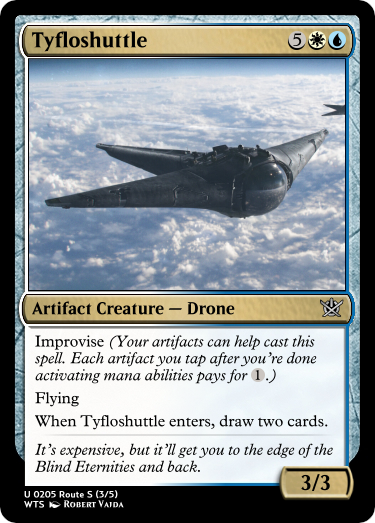 Tyfloshuttle 5
Artifact Creature — Drone
Improvise (Your artifacts can help cast this
spell. Each artifact you tap after you're done
activating mana abilities pays for 1.)
Flying
When Tyfloshuttle enters, draw two cards.
It's expensive, but it'll get you to the edge of the
Blind Eternities and back.
3/3
U 0205 Route S (3/5)
WTS Robert Vajda